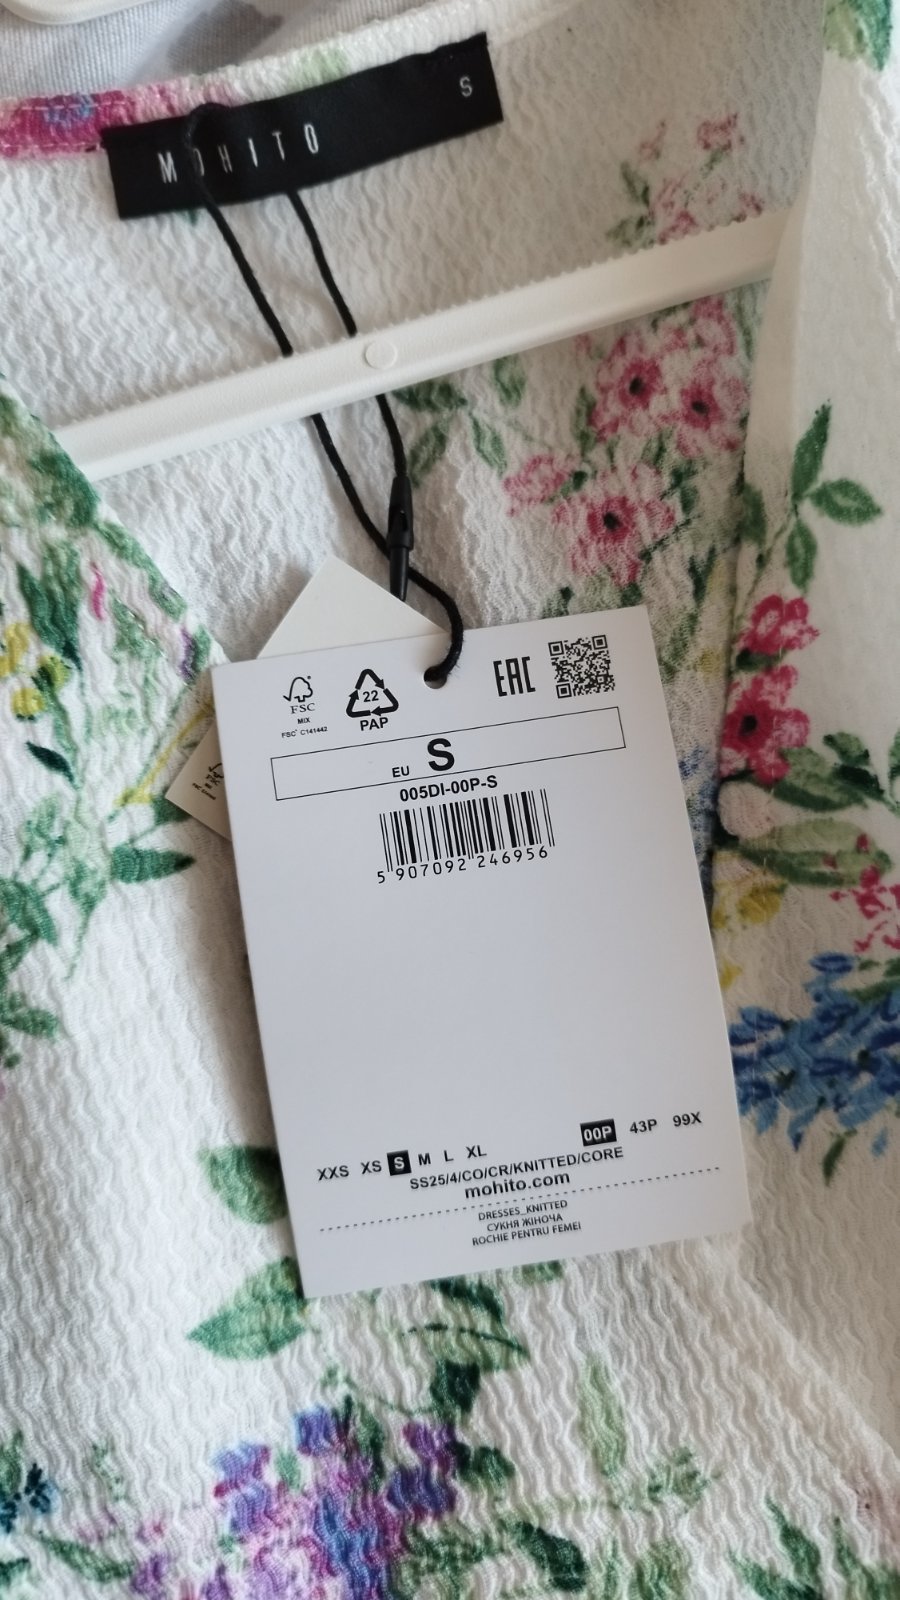 S
MOHITO
FSC
MIX
FSC® C141442
22
PAP
EAC
EU S
005DI-00P-S
5 907092 246956
XXS XS S M L XL 00P 43P 99X
SS25/4/CO/CR/KNITTED/CORE
mohito.com
DRESSES_KNITTED
СУКНЯ ЖІНОЧА
ROCHIE PENTRU FEMEI